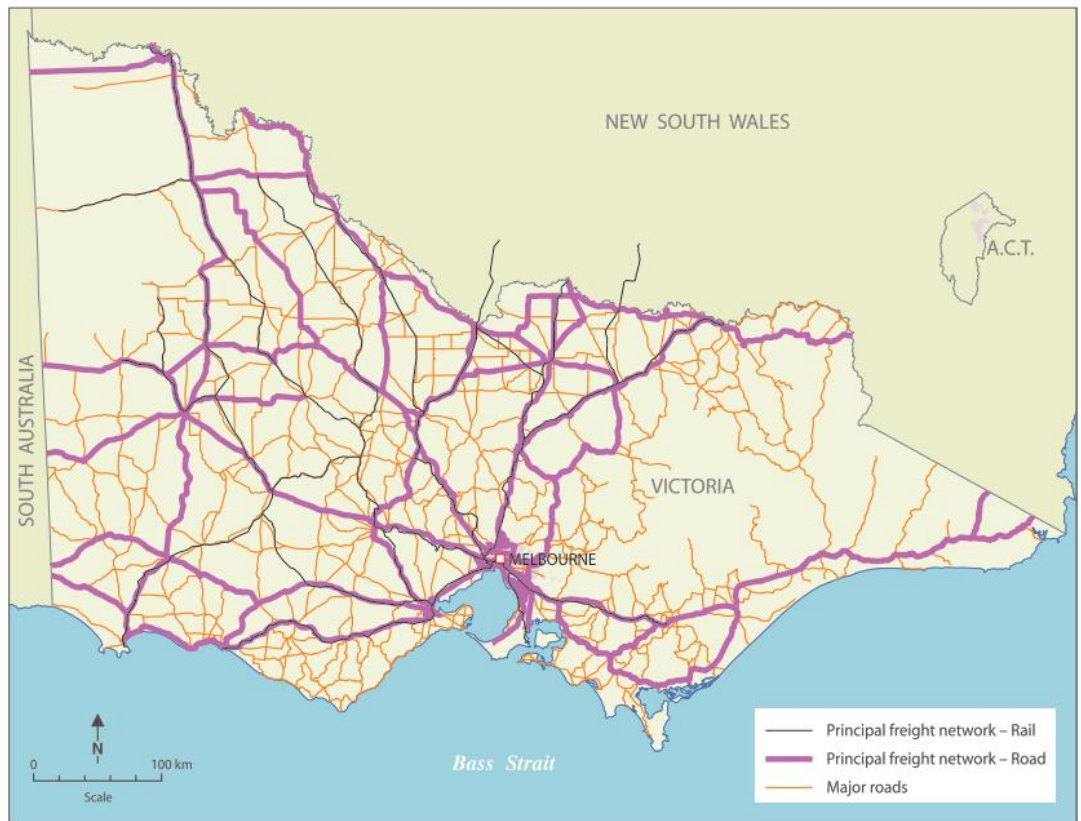 NEW SOUTH WALES
A.C.T.
SOUTH AUSTRALIA
VICTORIA
MELBOURNE
N
0 100 km
Scale
Bass Strait
Principal freight network – Rail
Principal freight network – Road
Major roads